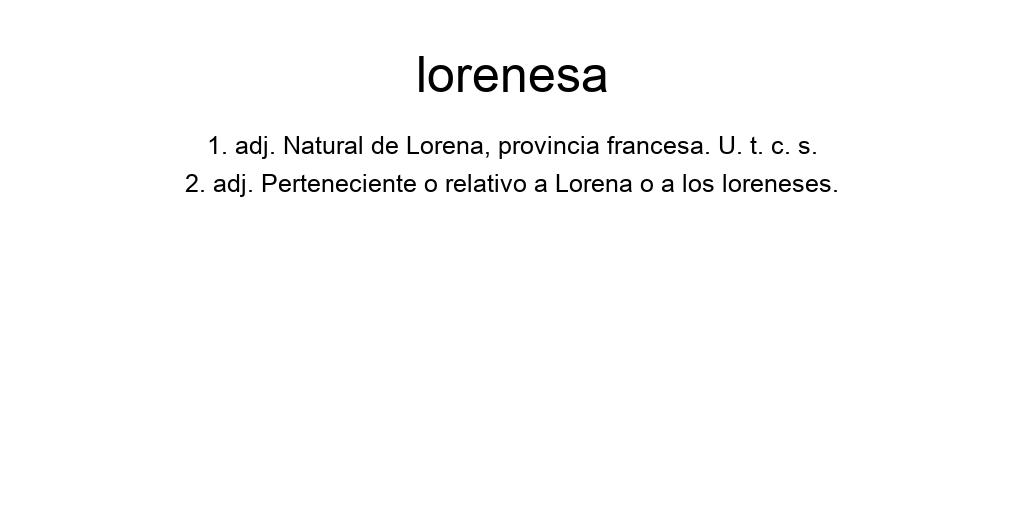 lorenesa
1. adj. Natural de Lorena, provincia francesa. U. t. c. s.
2. adj. Perteneciente o relativo a Lorena o a los loreneses.